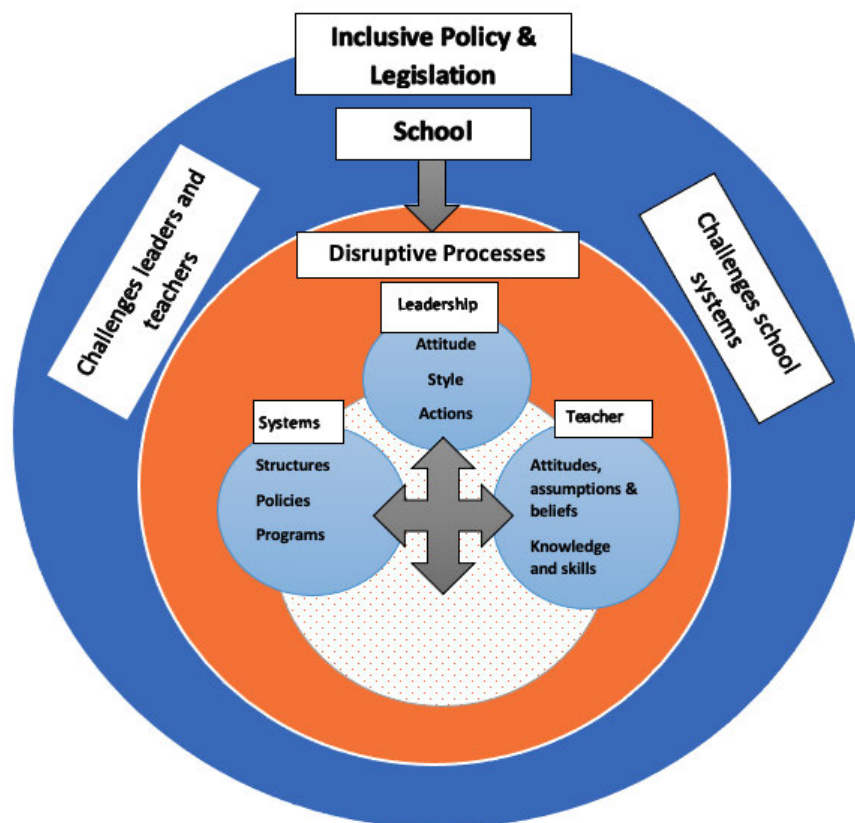 Inclusive Policy &
Legislation
School
Challenges leaders and
teachers
Challenges school
systems
Disruptive Processes
Leadership
Attitude
Style
Actions
Systems
Structures
Policies
Programs
Teacher
Attitudes,
assumptions &
beliefs
Knowledge
and skills